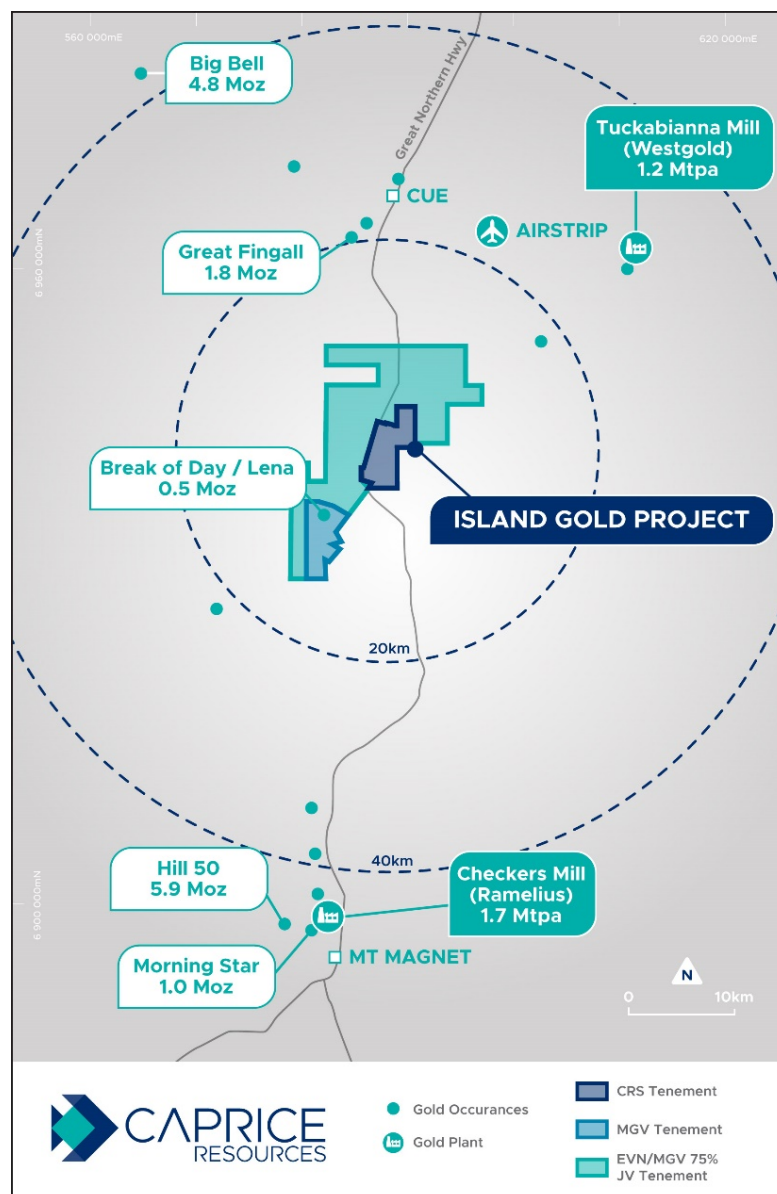 560 000mE
620 000mE
Big Bell
4.8 Moz
Great Northern Hwy
Tuckabianna Mill
(Westgold)
1.2 Mtpa
CUE
AIRSTRIP
Great Fingall
1.8 Moz
6 960 000mN
Break of Day / Lena
0.5 Moz
ISLAND GOLD PROJECT
20km
40km
Hill 50
5.9 Moz
Checkers Mill
(Ramelius)
1.7 Mtpa
6 900 000mN
Morning Star
1.0 Moz
MT MAGNET
N
0 10km
CAPRICE
RESOURCES
Gold Occurances
Gold Plant
CRS Tenement
MGV Tenement
EVN/MGV 75%
JV Tenement